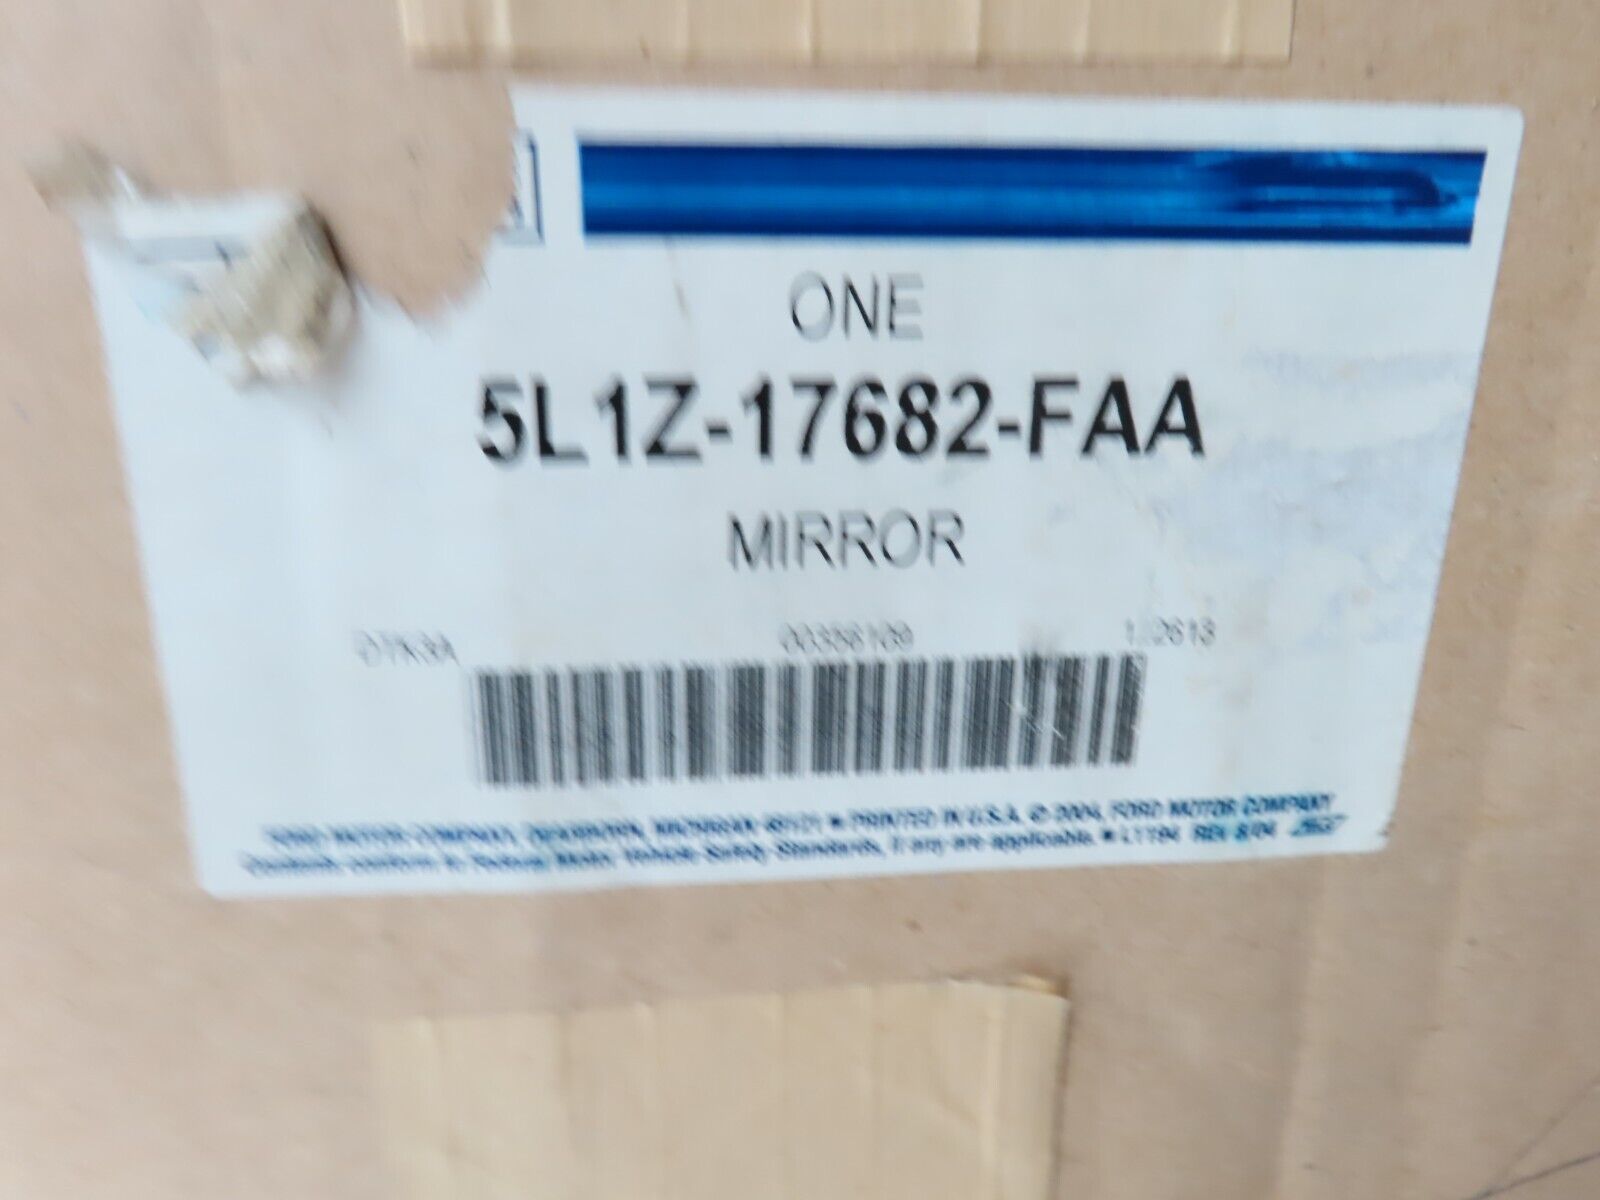 ONE
5L1Z-17682-FAA
MIRROR
00356109
FORD MOTOR COMPANY, DEARBORN, MICHIGAN 48121 ■ PRINTED IN U.S.A. © 2004, FORD MOTOR COMPANY
Contents conform to Federal Motor Vehicle Safety Standards, if any are applicable. ■ L1194 REV 8/04